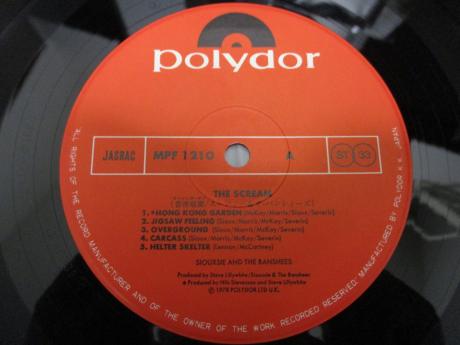 polydor
JASRAC
MPF 1210
A
ST 33
THE SCREAM
1. *HONG KONG GARDEN (McKay/Morris/Sioux/Severin)
2. JIGSAW FEELING (Sioux/Morris/McKay/Severin)
3. OVERGROUND (Sioux/Morris/McKay/Severin)
4. CARCASS (Sioux/Morris/McKay/Severin)
5. HELTER SKELTER (Lennon/McCartney)
SIOUXSIE AND THE BANSHEES
Produced by Steve Lillywhite/Siouxsie & The Banshees
* Produced by Nils Stevenson and Steve Lillywhite
Ⓟ 1978 POLYDOR LTD U.K.
ALL RIGHTS OF THE RECORD MANUFACTURER AND OF THE OWNER OF THE WORK RECORDED RESERVED. MANUFACTURED BY POLYDOR K.K. JAPAN